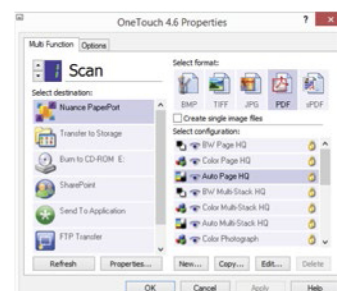 OneTouch 4.6 Properties
Multi Function
Options
1
Scan
Select destination:
Nuance PaperPort
Transfer to Storage
Burn to CD-ROM E:
SharePoint
Send To Application
FTP Transfer
Refresh
Properties...
Select format:
BMP
TIFF
JPG
PDF
sPDF
Create single image files
Select configuration:
BW Page HQ
Color Page HQ
Auto Page HQ
BW Multi-Stack HQ
Color Multi-Stack HQ
Auto Multi-Stack HQ
Color Photograph
New...
Copy...
Edit...
Delete
OK
Cancel
Apply
Help